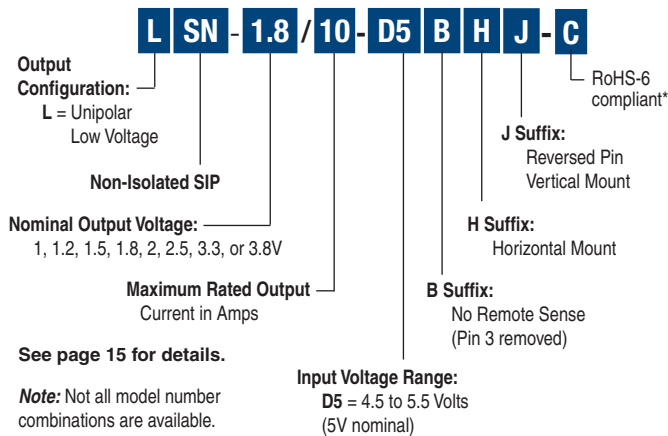 L SN - 1.8 / 10 - D5 B H J - C
Output
Configuration:
L = Unipolar
Low Voltage
RoHS-6
compliant*
J Suffix:
Reversed Pin
Vertical Mount
Non-Isolated SIP
Nominal Output Voltage:
1, 1.2, 1.5, 1.8, 2, 2.5, 3.3, or 3.8V
H Suffix:
Horizontal Mount
Maximum Rated Output
Current in Amps
B Suffix:
No Remote Sense
(Pin 3 removed)
See page 15 for details.
Note: Not all model number
combinations are available.
Input Voltage Range:
D5 = 4.5 to 5.5 Volts
(5V nominal)